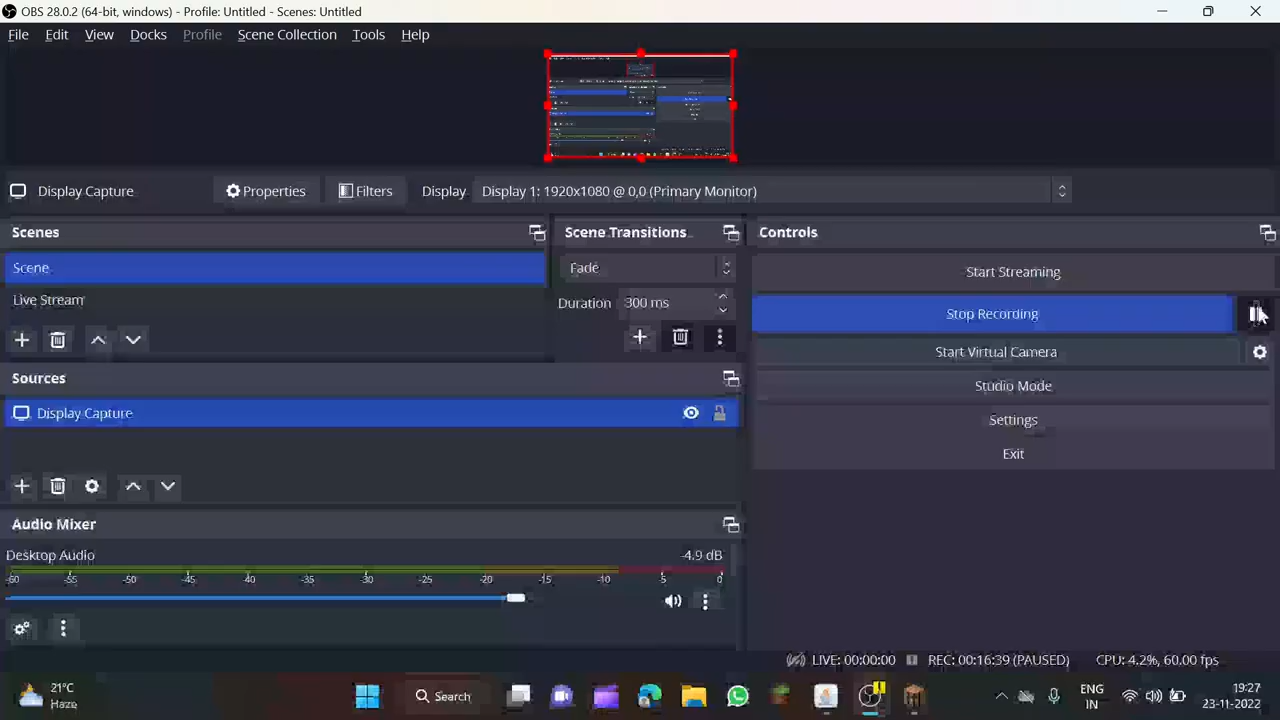 OBS 28.0.2 (64-bit, windows) - Profile: Untitled - Scenes: Untitled
File Edit View Docks Profile Scene Collection Tools Help
Display Capture Properties Filters Display Display 1: 1920x1080 @ 0,0 (Primary Monitor)
Scenes
Scene
Live Stream
Scene Transitions
Fade
Duration 300 ms
Controls
Start Streaming
Stop Recording
Start Virtual Camera
Studio Mode
Settings
Exit
Sources
Display Capture
Audio Mixer
Desktop Audio -4.9 dB
-60 -55 -50 -45 -40 -35 -30 -25 -20 -15 -10 -5 0
LIVE: 00:00:00 REC: 00:16:39 (PAUSED) CPU: 4.2%, 60.00 fps
21°C
Haze
Search
ENG
IN
19:27
23-11-2022